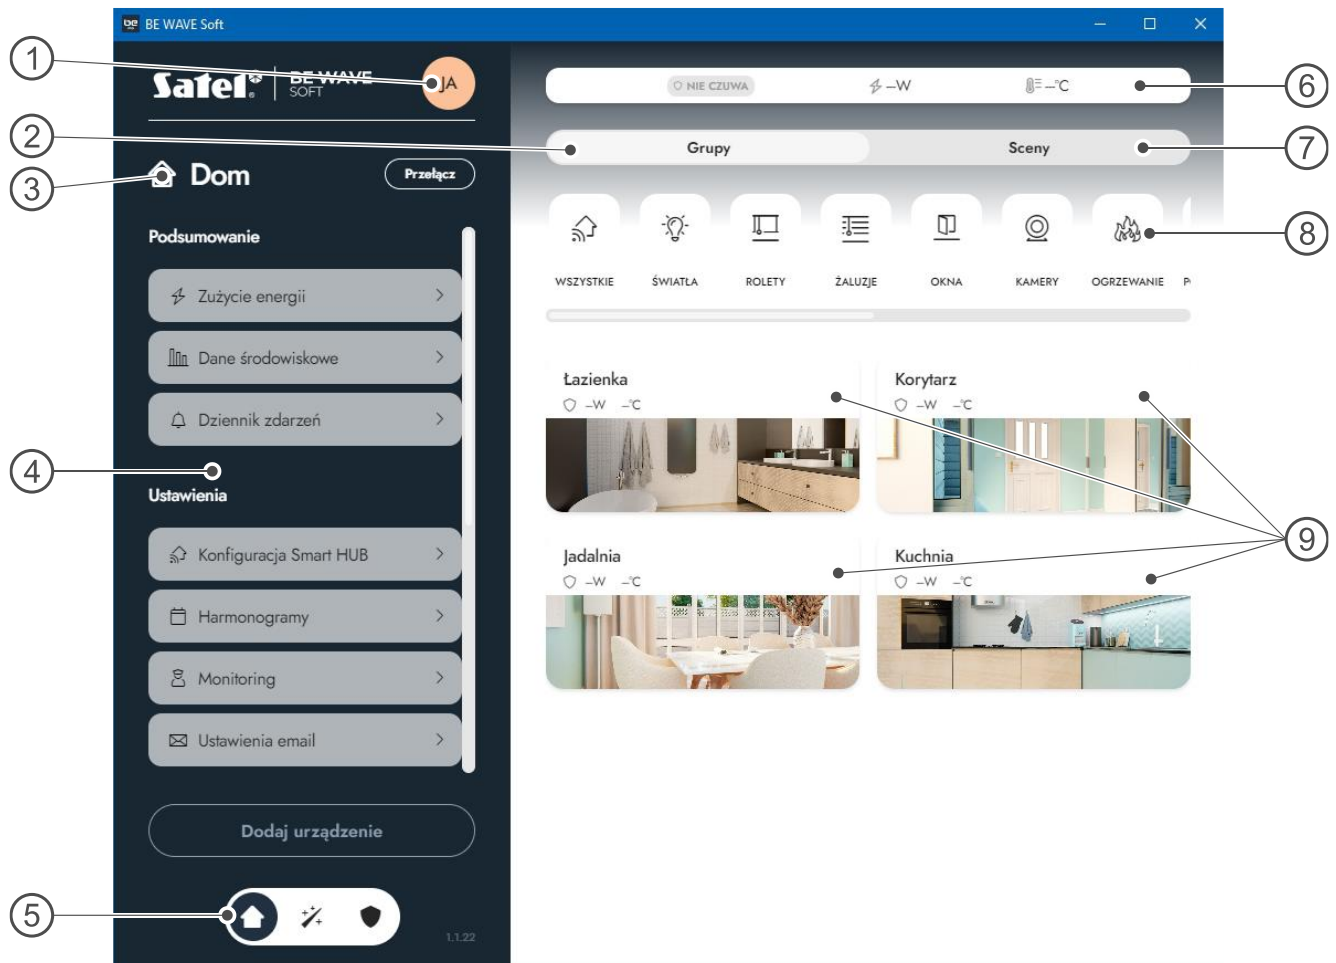 BE WAVE Soft
1
Satel® BE WAVE SOFT
JA
2
3
Dom
Przełącz
Podsumowanie
Zużycie energii
Dane środowiskowe
Dziennik zdarzeń
4
Ustawienia
Konfiguracja Smart HUB
Harmonogramy
Monitoring
Ustawienia email
Dodaj urządzenie
5
1.1.22
NIE CZUWA
–W
–°C
6
Grupy
Sceny
7
8
WSZYSTKIE
ŚWIATŁA
ROLETY
ŻALUZJE
OKNA
KAMERY
OGRZEWANIE
Łazienka
–W –°C
Korytarz
–W –°C
9
Jadalnia
–W –°C
Kuchnia
–W –°C